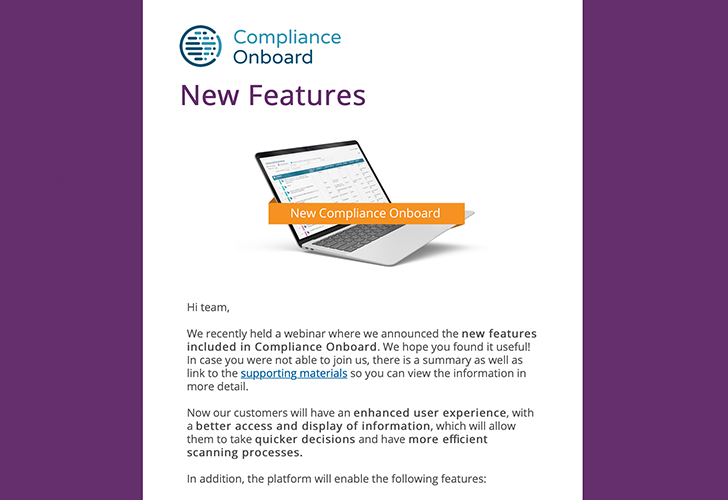 Compliance
Onboard
New Features
New Compliance Onboard
Hi team,
We recently held a webinar where we announced the new features
included in Compliance Onboard. We hope you found it useful!
In case you were not able to join us, there is a summary as well as
link to the supporting materials so you can view the information in
more detail.
Now our customers will have an enhanced user experience, with
a better access and display of information, which will allow
them to take quicker decisions and have more efficient
scanning processes.
In addition, the platform will enable the following features: